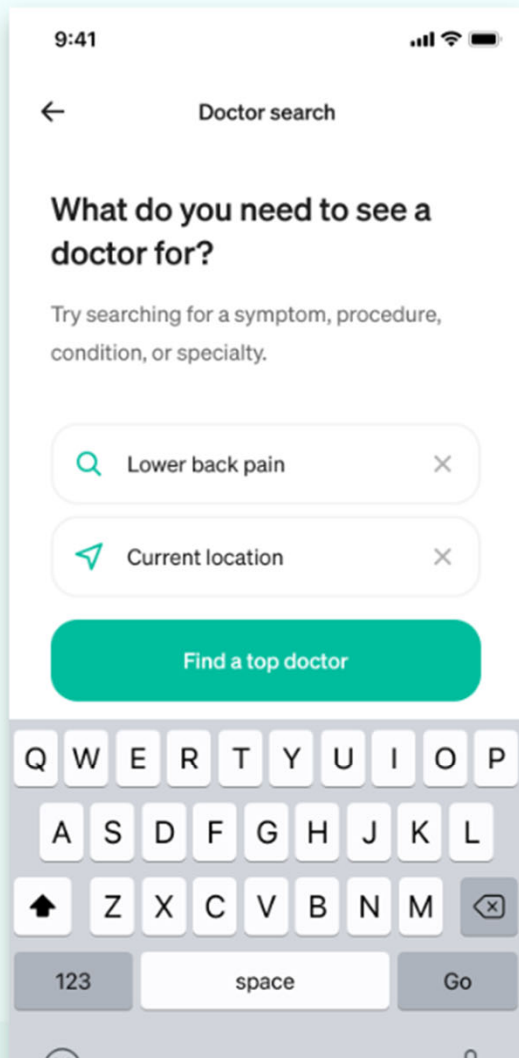 9:41
Doctor search
What do you need to see a
doctor for?
Try searching for a symptom, procedure,
condition, or specialty.
Lower back pain
Current location
Find a top doctor
Q W E R T Y U I O P
A S D F G H J K L
Z X C V B N M
123 space Go